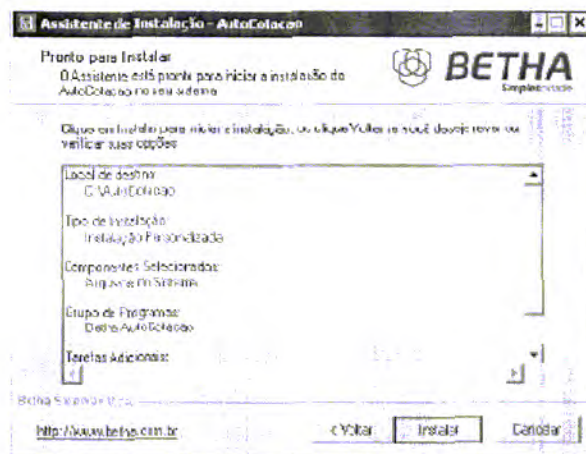 Assistente de Instalação - AutoCotacao
Pronto para Instalar
O Assistente está pronto para iniciar a instalação do
AutoCotacao no seu sistema
BETHA
Clique em Instalar para iniciar a instalação, ou clique Voltar se você deseja rever ou
verificar suas opções
Local de destino:
C:\AutoCotacao
Tipo de Instalação:
Instalação Personalizada
Componentes Selecionados:
Arquivos do Sistema
Grupo de Programas:
Betha AutoCotacao
Tarefas Adicionais:
Betha
http://www.betha.com.br
< Voltar
Instalar
Cancelar